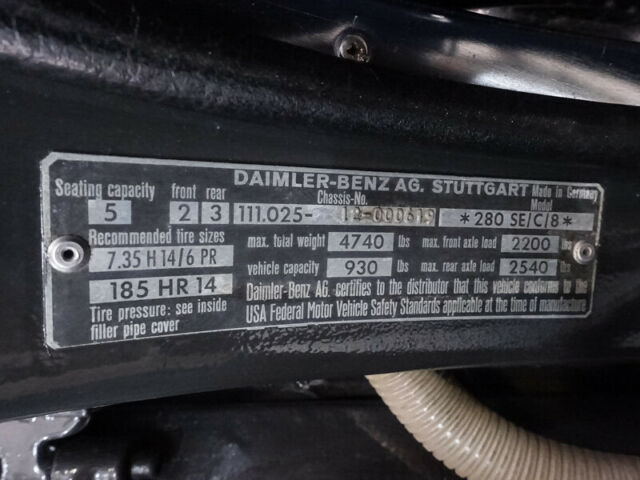 DAIMLER-BENZ AG. STUTTGART Made in Germany
Seating capacity front rear Chassis-No. Model
5 2 3 111.025- 12-000619 *280 SE/C/8*
Recommended tire sizes max. total weight 4740 lbs max. front axle load 2200 lbs
7.35 H 14/6 PR vehicle capacity 930 lbs max. rear axle load 2540 lbs
185 HR 14 Daimler-Benz AG. certifies to the distributor that this vehicle conforms to the
Tire pressure: see inside USA Federal Motor Vehicle Safety Standards applicable at the time of manufacture.
filler pipe cover